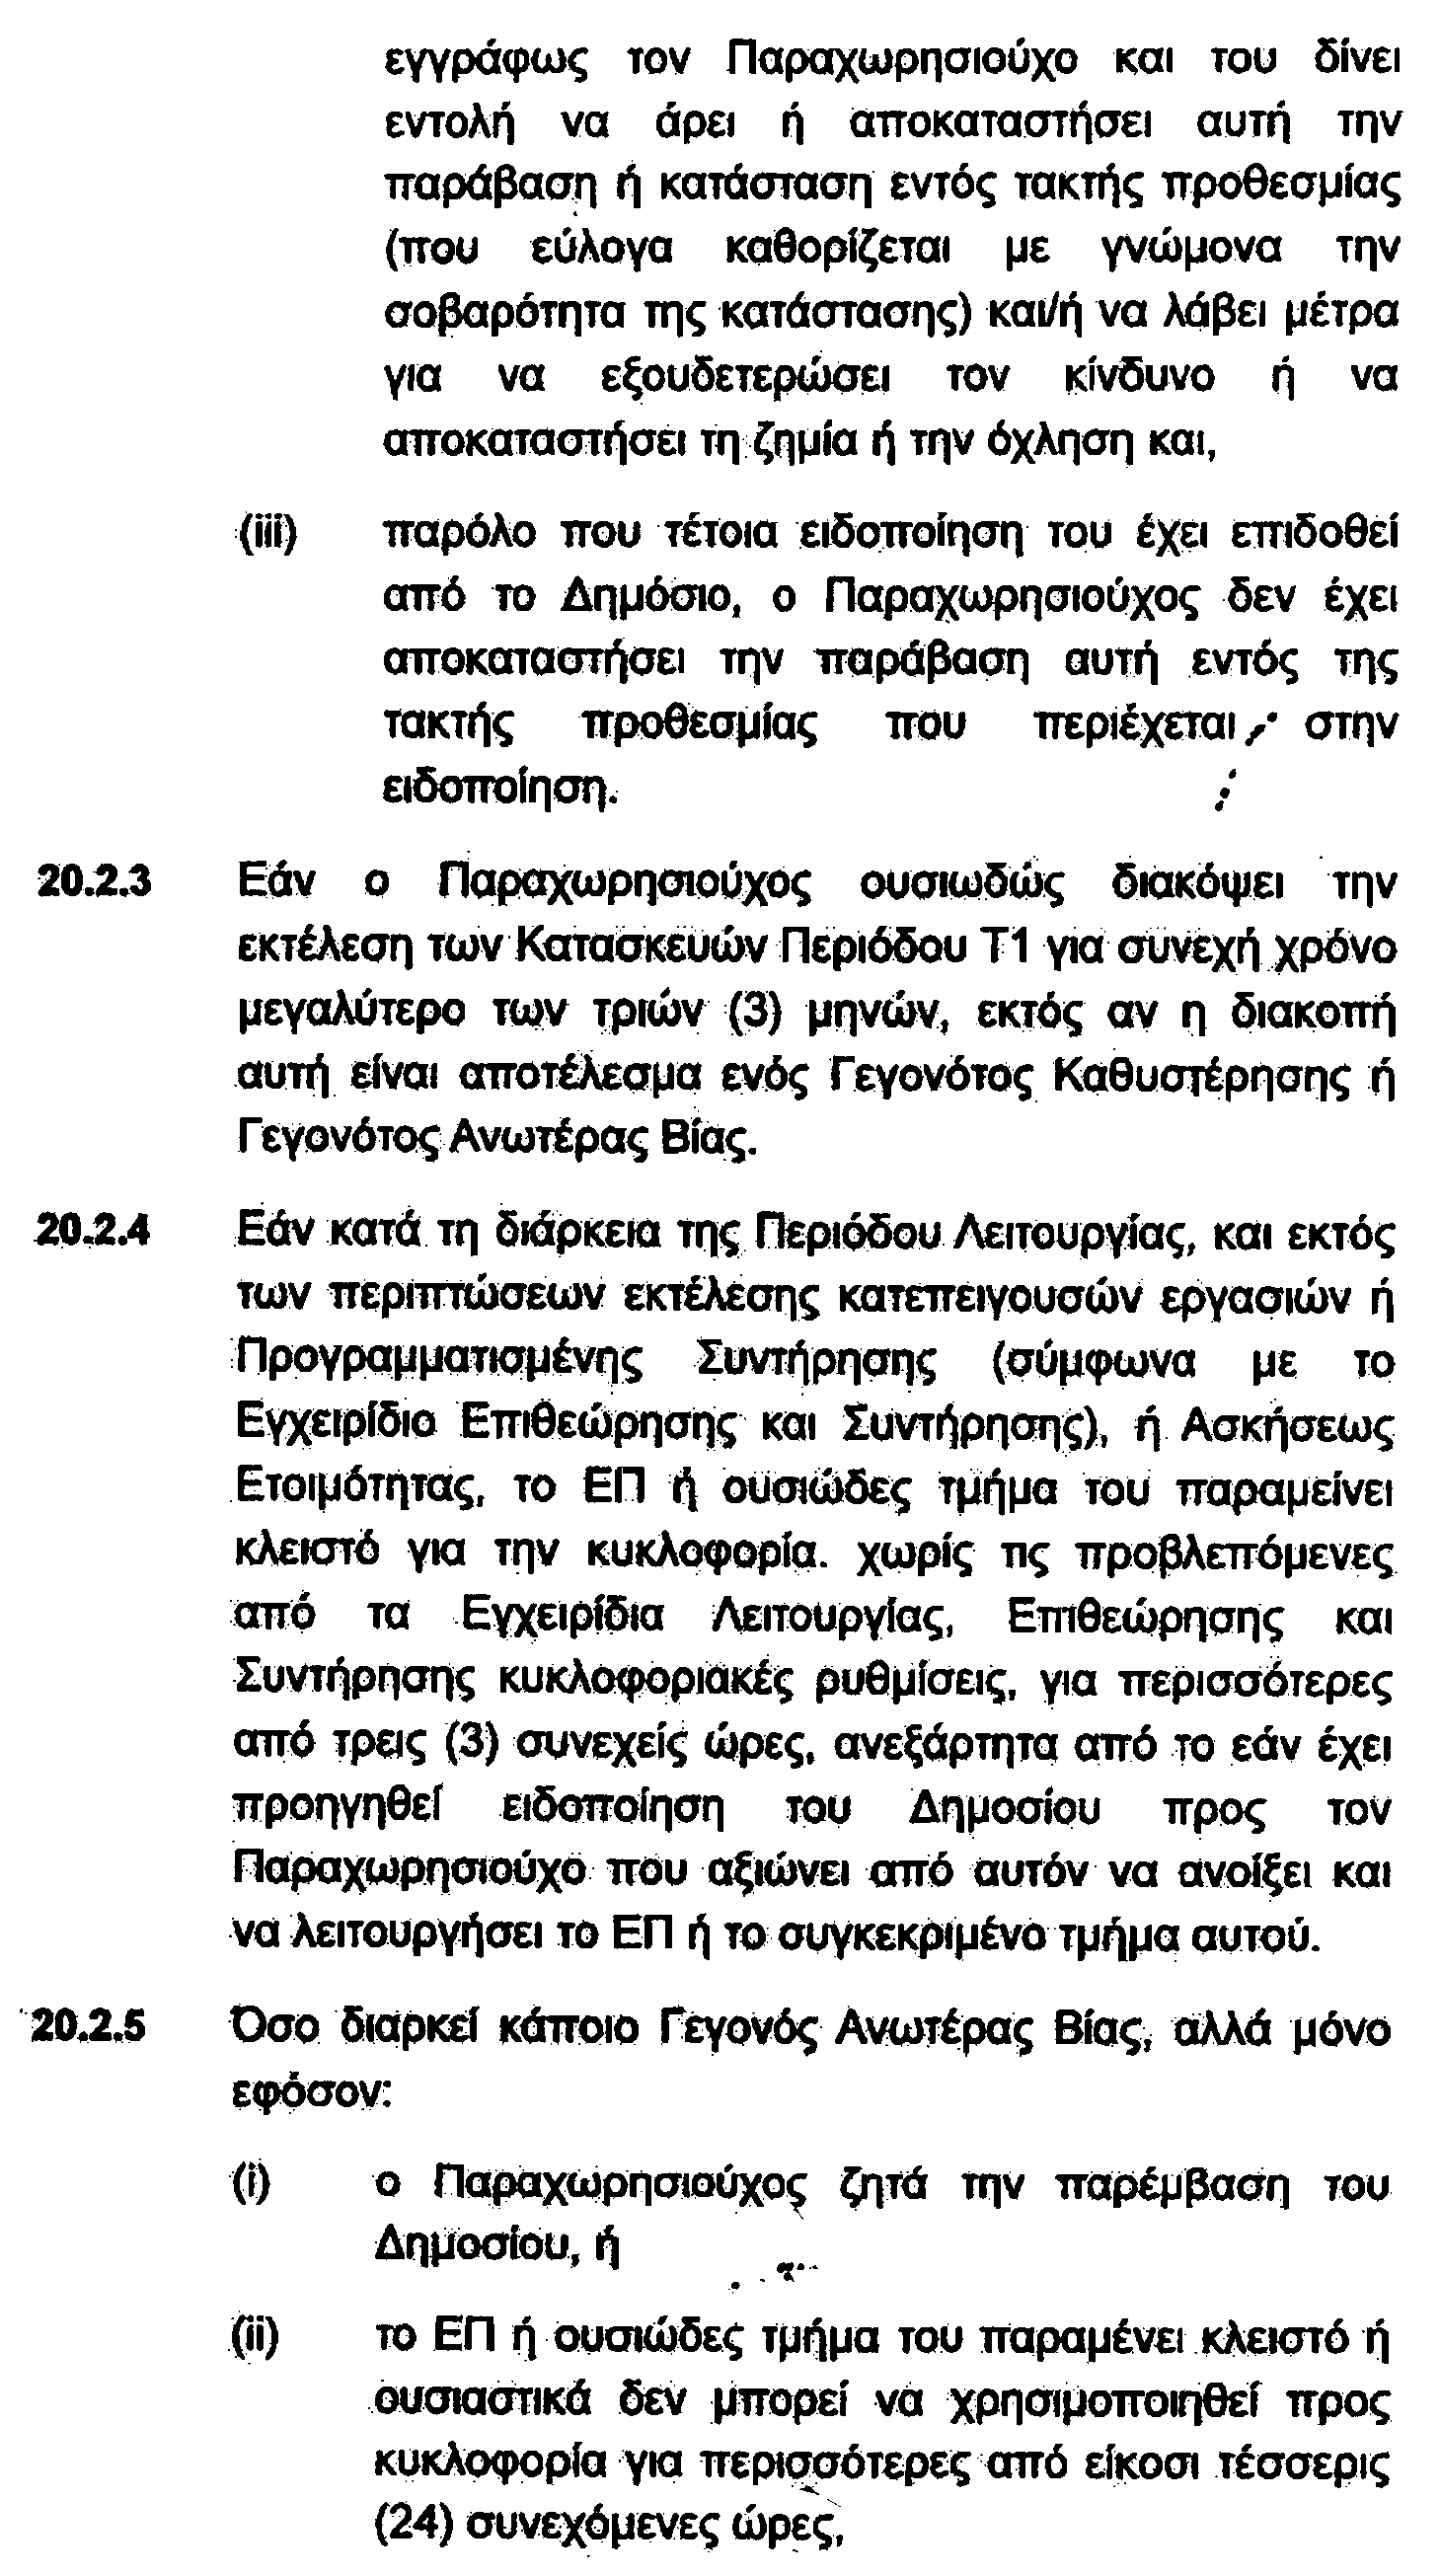 εγγράφως τον Παραχωρησιούχο και του δίνει
εντολή να άρει ή αποκαταστήσει αυτή την
παράβαση ή κατάσταση εντός τακτής προθεσμίας
(που εύλογα καθορίζεται με γνώμονα την
σοβαρότητα της κατάστασης) και/ή να λάβει μέτρα
για να εξουδετερώσει τον κίνδυνο ή να
αποκαταστήσει τη ζημία ή την όχληση και,
(iii) παρόλο που τέτοια ειδοποίηση του έχει επιδοθεί
από το Δημόσιο, ο Παραχωρησιούχος δεν έχει
αποκαταστήσει την παράβαση αυτή εντός της
τακτής προθεσμίας που περιέχεται στην
ειδοποίηση.
20.2.3 Εάν ο Παραχωρησιούχος ουσιωδώς διακόψει την
εκτέλεση των Κατασκευών Περιόδου Τ1 για συνεχή χρόνο
μεγαλύτερο των τριών (3) μηνών, εκτός αν η διακοπή
αυτή είναι αποτέλεσμα ενός Γεγονότος Καθυστέρησης ή
Γεγονότος Ανωτέρας Βίας.
20.2.4 Εάν κατά τη διάρκεια της Περιόδου Λειτουργίας, και εκτός
των περιπτώσεων εκτέλεσης κατεπειγουσών εργασιών ή
Προγραμματισμένης Συντήρησης (σύμφωνα με το
Εγχειρίδιο Επιθεώρησης και Συντήρησης), ή Ασκήσεως
Ετοιμότητας, το ΕΠ ή ουσιώδες τμήμα του παραμείνει
κλειστό για την κυκλοφορία. χωρίς τις προβλεπόμενες
από τα Εγχειρίδια Λειτουργίας, Επιθεώρησης και
Συντήρησης κυκλοφοριακές ρυθμίσεις, για περισσότερες
από τρεις (3) συνεχείς ώρες, ανεξάρτητα από το εάν έχει
προηγηθεί ειδοποίηση του Δημοσίου προς τον
Παραχωρησιούχο που αξιώνει από αυτόν να ανοίξει και
να λειτουργήσει το ΕΠ ή το συγκεκριμένο τμήμα αυτού.
20.2.5 Όσο διαρκεί κάποιο Γεγονός Ανωτέρας Βίας, αλλά μόνο
εφόσον:
(i) ο Παραχωρησιούχος ζητά την παρέμβαση του
Δημοσίου, ή
(ii) το ΕΠ ή ουσιώδες τμήμα του παραμένει κλειστό ή
ουσιαστικά δεν μπορεί να χρησιμοποιηθεί προς
κυκλοφορία για περισσότερες από είκοσι τέσσερις
(24) συνεχόμενες ώρες,